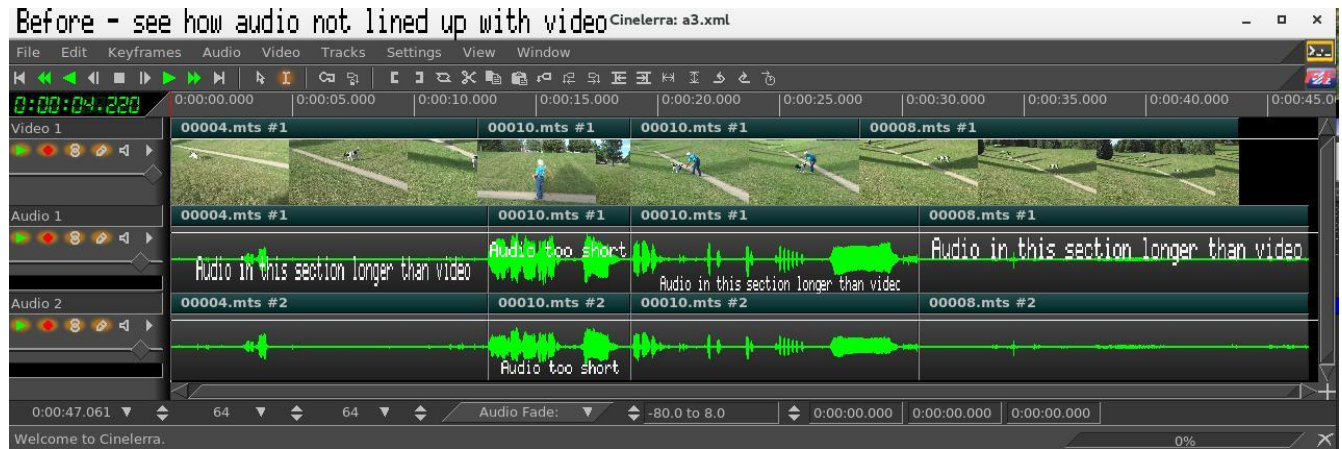 Before - see how audio not lined up with video Cinelerra: a3.xml
File Edit Keyframes Audio Video Tracks Settings View Window
0:00:04.220 0:00:00.000 0:00:05.000 0:00:10.000 0:00:15.000 0:00:20.000 0:00:25.000 0:00:30.000 0:00:35.000 0:00:40.000 0:00:45.0
Video 1 00004.mts #1 00010.mts #1 00010.mts #1 00008.mts #1
Audio 1 00004.mts #1 00010.mts #1 00010.mts #1 00008.mts #1
Audio in this section longer than video Audio too short Audio in this section longer than videc Audio in this section longer than video
Audio 2 00004.mts #2 00010.mts #2 00010.mts #2 00008.mts #2
Audio too short
0:00:47.061 64 64 Audio Fade: -80.0 to 8.0 0:00:00.000 0:00:00.000 0:00:00.000
Welcome to Cinelerra. 0%